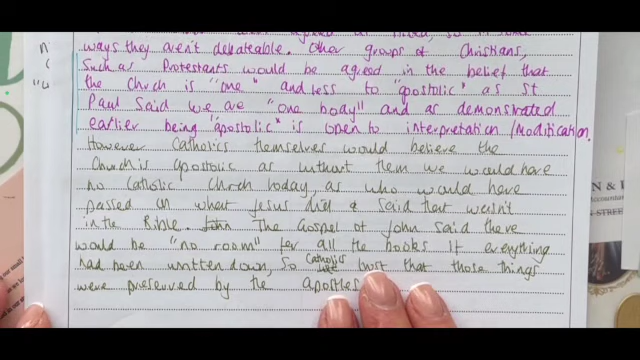 ways they aren't debateable. Other groups of Christians,
Such as Protestants would be agreed in the belief that
the Church is "one" and less to "apostolic" as St
Paul Said we are "one body" and as demonstrated
earlier being "apostolic" is open to interpretation/modification.
However Catholics themselves would believe the
Church is apostolic as without them we would have
no Catholic Church today, as who would have
passed on what Jesus did & said that wasn't
in the Bible. John The Gospel of John said there
would be "no room" for all the books if everything
had been written down, so Catholics trust that those things
were preserved by the apostles